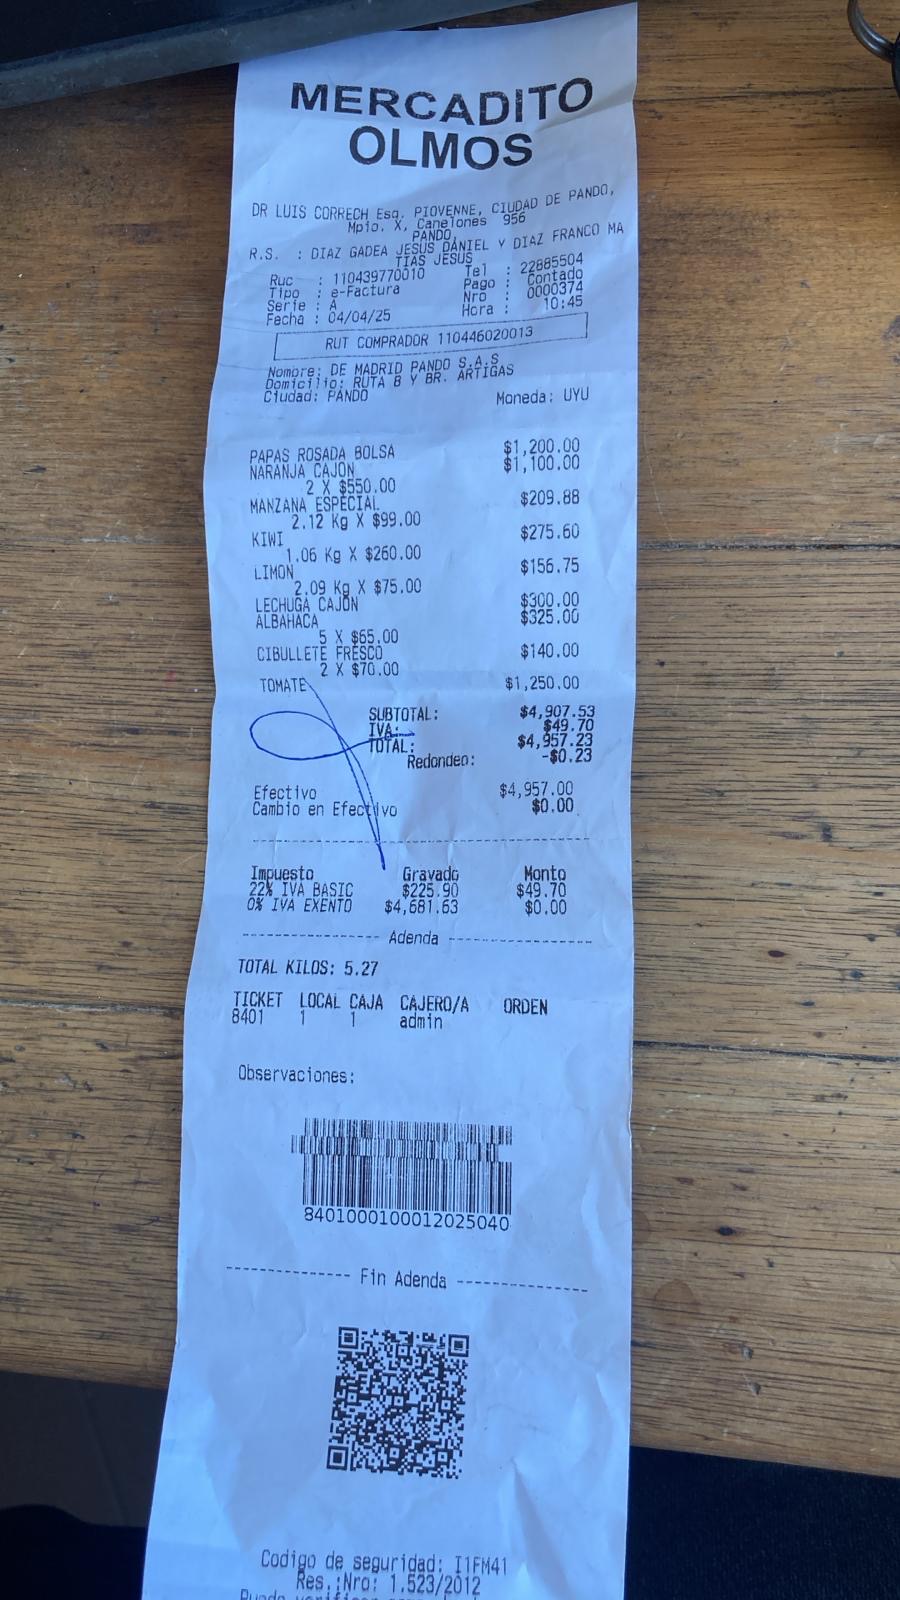 MERCADITO
OLMOS
DR LUIS CORRECH Esq. PIOVENNE, CIUDAD DE PANDO,
Mpio. X, Canelones 956
PANDO,
R.S. : DIAZ GADEA JESUS DANIEL Y DIAZ FRANCO MA
TIAS JESUS
Ruc : 110439770010 Tel : 22885504
Tipo : e-Factura Pago : Contado
Serie : A Nro : 0000374
Fecha : 04/04/25 Hora : 10:45
RUT COMPRADOR 110446020013
Nombre: DE MADRID PANDO S.A.S
Domicilio: RUTA 8 Y BR. ARTIGAS
Ciudad: PANDO Moneda: UYU
PAPAS ROSADA BOLSA $1,200.00
NARANJA CAJON $1,100.00
2 X $550.00
MANZANA ESPECIAL $209.88
2.12 Kg X $99.00
KIWI $275.60
1.06 Kg X $260.00
LIMON $156.75
2.09 Kg X $75.00
LECHUGA CAJON $300.00
ALBAHACA $325.00
5 X $65.00
CIBULLETE FRESCO $140.00
2 X $70.00
TOMATE $1,250.00
SUBTOTAL: $4,907.53
IVA: $49.70
TOTAL: $4,957.23
Redondeo: -$0.23
Efectivo $4,957.00
Cambio en Efectivo $0.00
Impuesto Gravado Monto
22% IVA BASIC $225.90 $49.70
0% IVA EXENTO $4,681.63 $0.00
Adenda
TOTAL KILOS: 5.27
TICKET LOCAL CAJA CAJERO/A ORDEN
8401 1 1 admin
Observaciones:
8401000100012025040
Fin Adenda
Codigo de seguridad: I1FM41
Res.:Nro: 1.523/2012